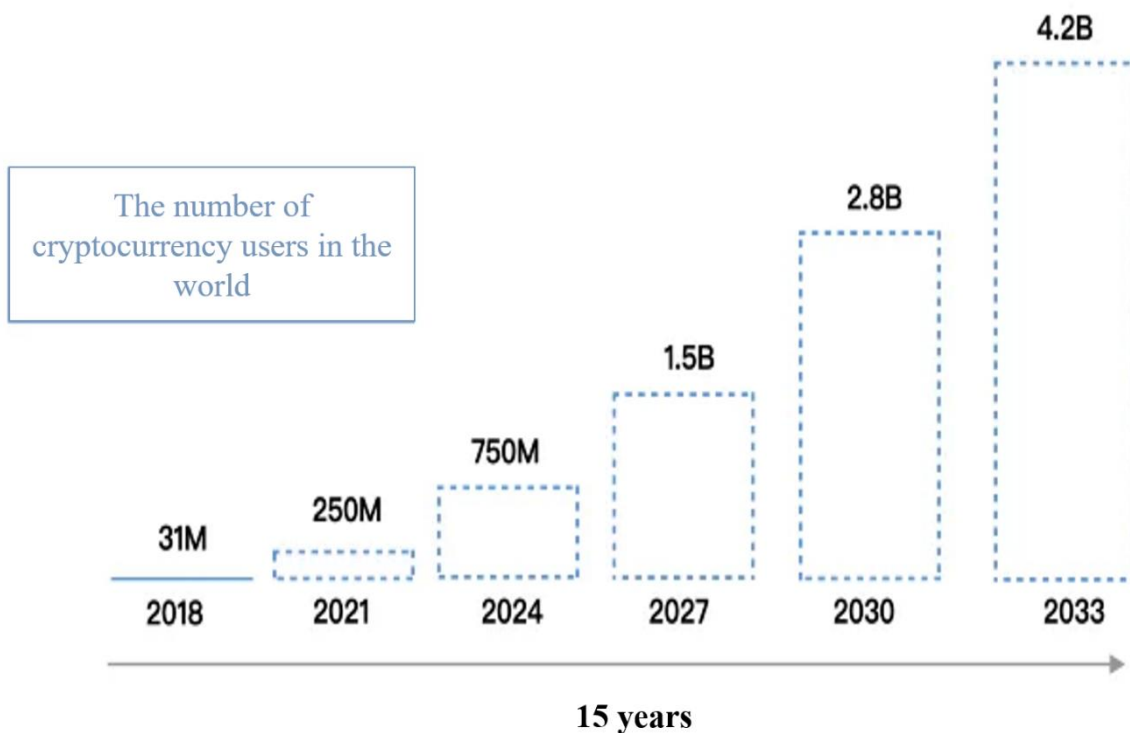 4.2B
The number of
cryptocurrency users in the
world
2.8B
1.5B
750M
250M
31M
2018 2021 2024 2027 2030 2033
15 years